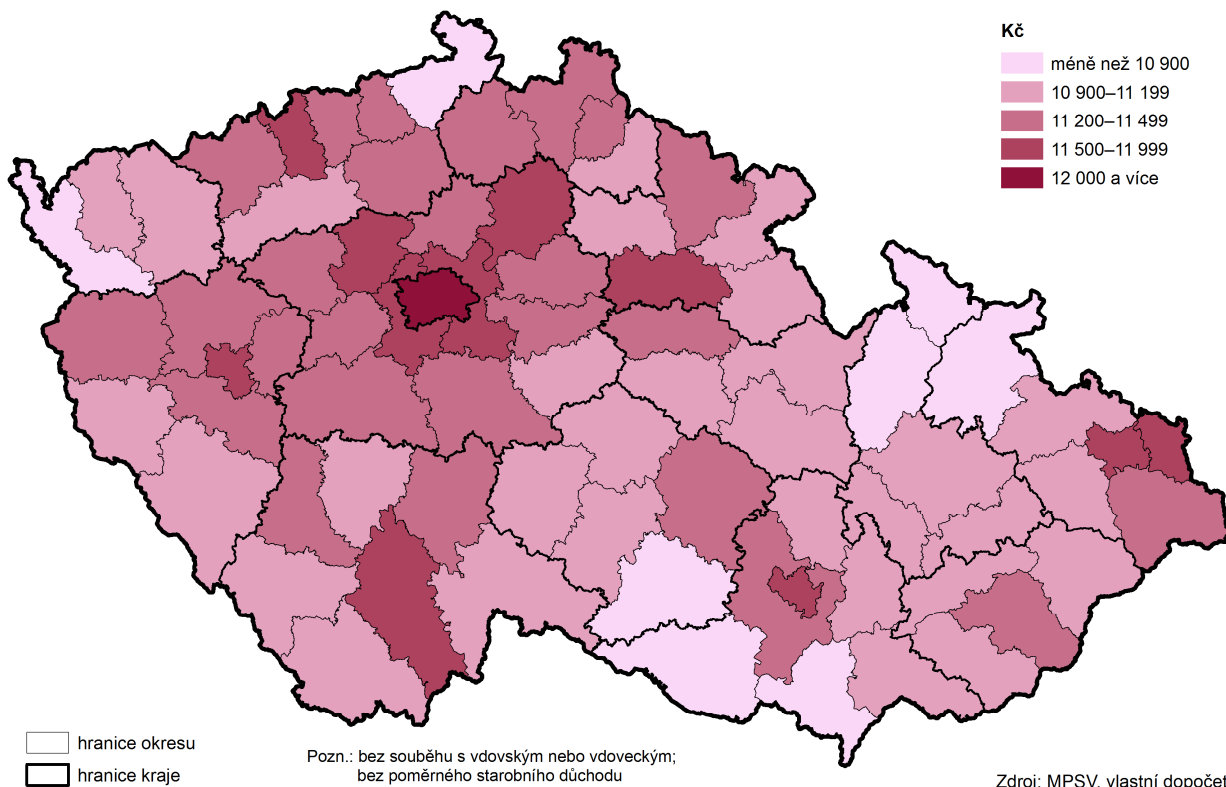 Kč
méně než 10 900
10 900–11 199
11 200–11 499
11 500–11 999
12 000 a více
hranice okresu
hranice kraje
Pozn.: bez souběhu s vdovským nebo vdoveckým;
bez poměrného starobního důchodu
Zdroj: MPSV, vlastní dopočet